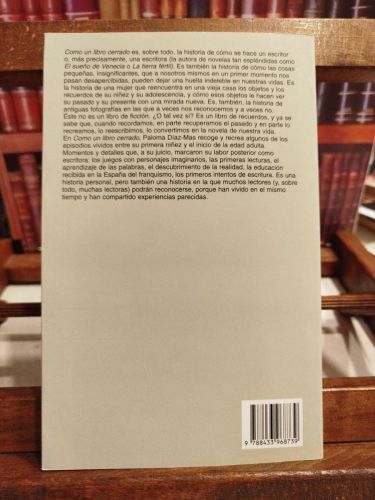 Como un libro cerrado es, sobre todo, la historia de cómo se hace un escritor
o, más precisamente, una escritora (la autora de novelas tan espléndidas como
El sueño de Venecia o La tierra fértil). Es también la historia de cómo las cosas
pequeñas, insignificantes, que a nosotros mismos en un primer momento nos
pasan desapercibidas, pueden dejar una huella indeleble en nuestras vidas. Es
la historia de una mujer que reencuentra en una vieja casa los objetos y los
recuerdos de su niñez y su adolescencia, y cómo esos objetos la hacen ver
su pasado y su presente con una mirada nueva. Es, también, la historia de
antiguas fotografías en las que a veces nos reconocemos y a veces no.
Éste no es un libro de ficción. ¿O tal vez sí? Es un libro de recuerdos, y ya se
sabe que, cuando recordamos, en parte recuperamos el pasado y en parte lo
recreamos, lo reescribimos, lo convertimos en la novela de nuestra vida.
En Como un libro cerrado, Paloma Díaz-Mas recoge y recrea algunos de los
episodios vividos entre su primera niñez y el inicio de la edad adulta.
Momentos y detalles que, a su juicio, marcaron su labor posterior como
escritora: los juegos con personajes imaginarios, las primeras lecturas, el
aprendizaje de las palabras, el descubrimiento de la realidad, la educación
recibida en la España del franquismo, los primeros intentos de escritura. Es una
historia personal, pero también una historia en la que muchos lectores (y, sobre
todo, muchas lectoras) podrán reconocerse, porque han vivido en el mismo
tiempo y han compartido experiencias parecidas.
9 788433 968739